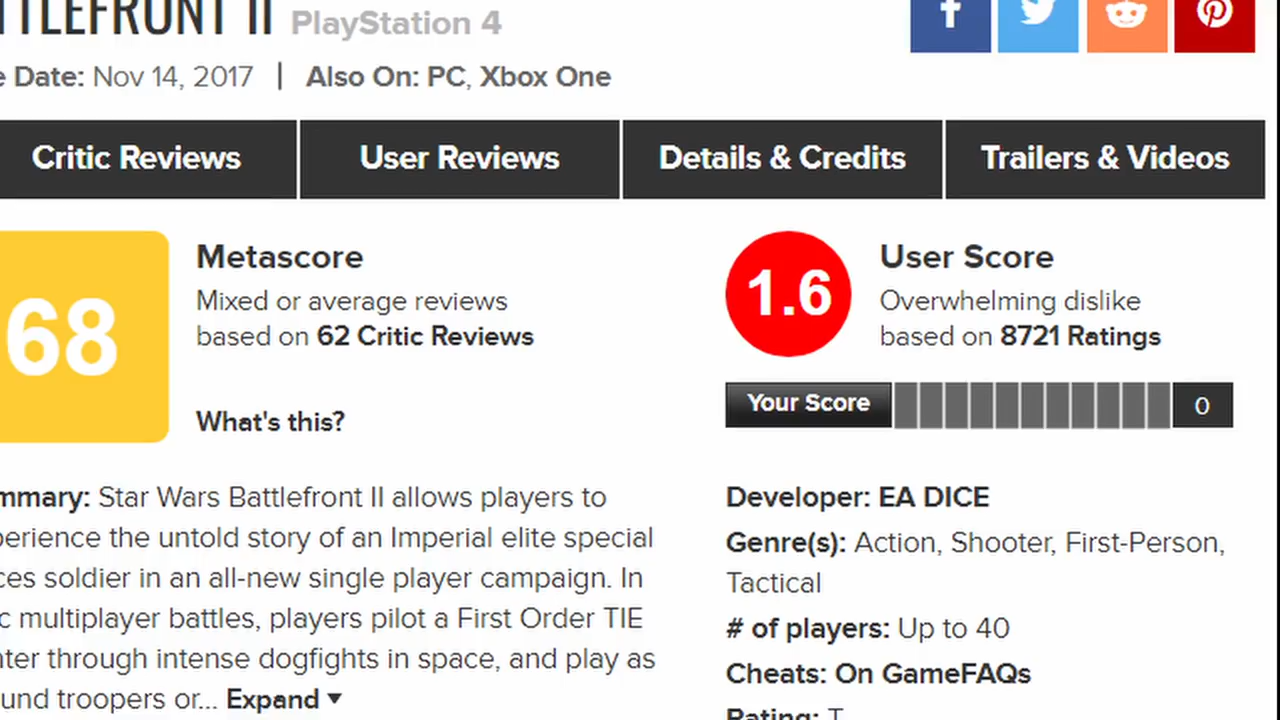 TTLEFRONT II PlayStation 4
e Date: Nov 14, 2017 | Also On: PC, Xbox One
Critic Reviews User Reviews Details & Credits Trailers & Videos
68
Metascore
Mixed or average reviews
based on 62 Critic Reviews
What's this?
1.6
User Score
Overwhelming dislike
based on 8721 Ratings
Your Score 0
mmary: Star Wars Battlefront II allows players to
perience the untold story of an Imperial elite special
ces soldier in an all-new single player campaign. In
c multiplayer battles, players pilot a First Order TIE
hter through intense dogfights in space, and play as
und troopers or... Expand
Developer: EA DICE
Genre(s): Action, Shooter, First-Person,
Tactical
# of players: Up to 40
Cheats: On GameFAQs
Rating: T